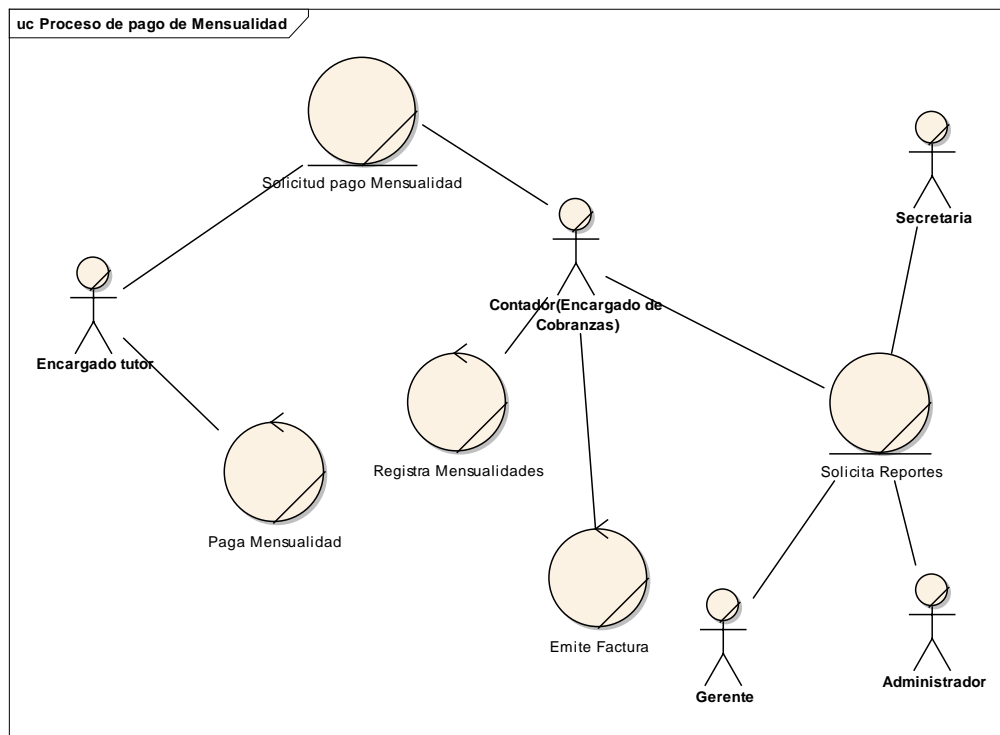 uc Proceso de pago de Mensualidad
Solicitud pago Mensualidad
Secretaria
Contador(Encargado de
Cobranzas)
Encargado tutor
Registra Mensualidades
Solicita Reportes
Paga Mensualidad
Emite Factura
Administrador
Gerente